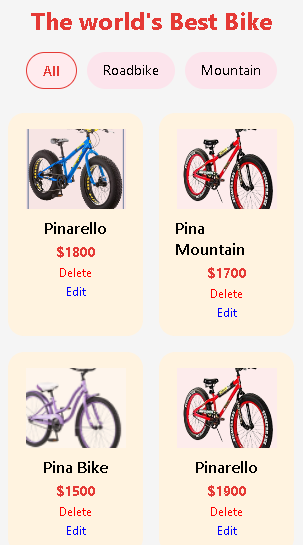 The world's Best Bike
All
Roadbike
Mountain
Pinarello
$1800
Delete
Edit
Pina
Mountain
$1700
Delete
Edit
Pina Bike
$1500
Delete
Edit
Pinarello
$1900
Delete
Edit